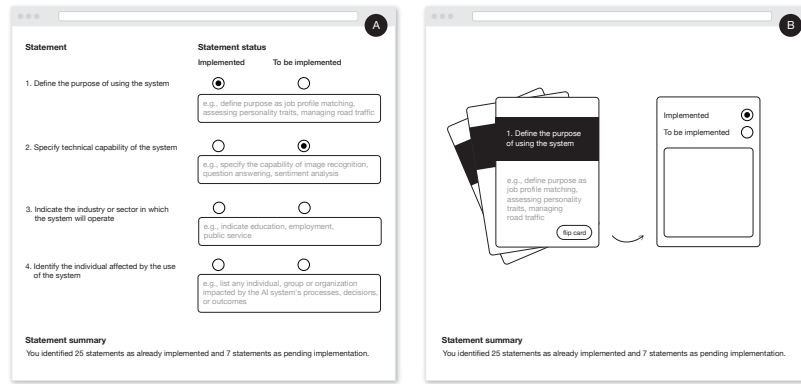 A
Statement
Statement status
Implemented
To be implemented
1. Define the purpose of using the system
e.g., define purpose as job profile matching,
assessing personality traits, managing road traffic
2. Specify technical capability of the system
e.g., specify the capability of image recognition,
question answering, sentiment analysis
3. Indicate the industry or sector in which
the system will operate
e.g., indicate education, employment,
public service
4. Identify the individual affected by the use
of the system
e.g., list any individual, group or organization
impacted by the AI system's processes, decisions,
or outcomes
Statement summary
You identified 25 statements as already implemented and 7 statements as pending implementation.
B
1. Define the purpose
of using the system
e.g., define purpose as
job profile matching,
assessing personality
traits, managing
road traffic
flip card
Implemented
To be implemented
Statement summary
You identified 25 statements as already implemented and 7 statements as pending implementation.